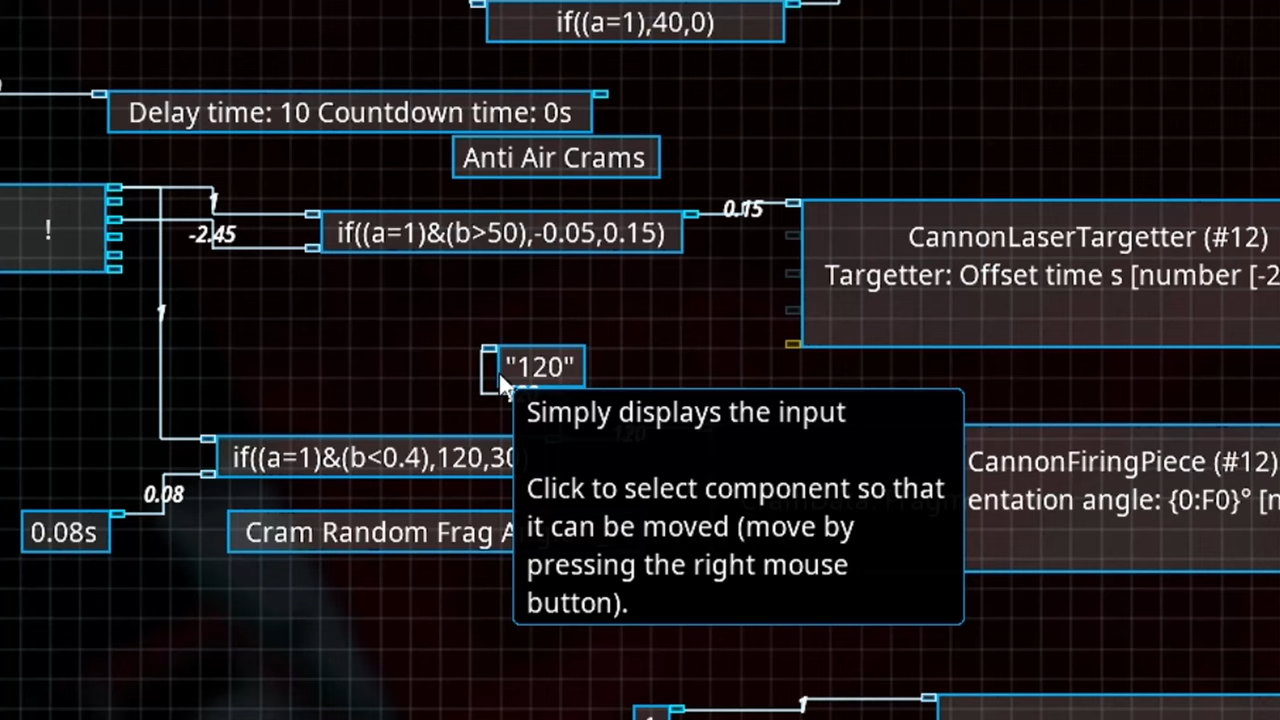 if((a=1),40,0)
Delay time: 10 Countdown time: 0s
Anti Air Crams
!
1
-2.45
if((a=1)&(b>50),-0.05,0.15)
0.15
CannonLaserTargetter (#12)
Targetter: Offset time s [number [-2
1
"120"
Simply displays the input
Click to select component so that
it can be moved (move by
pressing the right mouse
button).
if((a=1)&(b<0.4),120,30
120
CannonFiringPiece (#12)
entation angle: {0:F0}° [n
0.08
0.08s
Cram Random Frag A
1